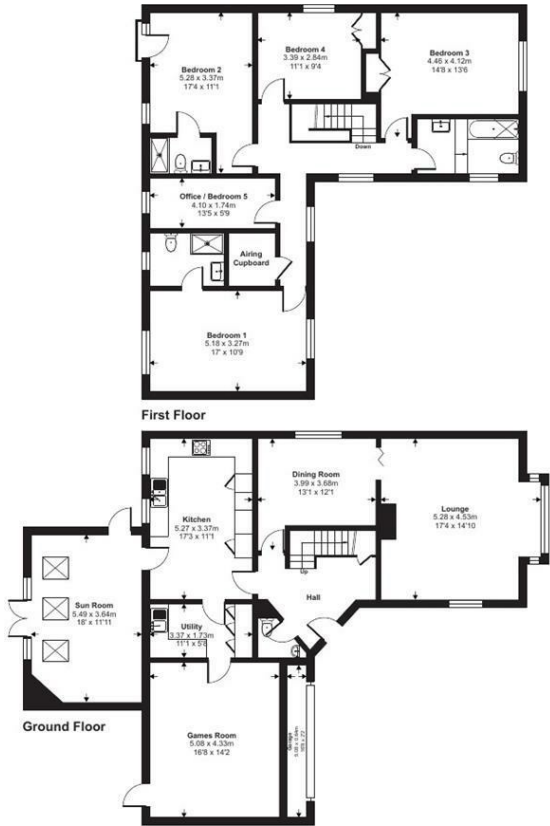 Bedroom 2
5.28 x 3.37m
17'4 x 11'1
Bedroom 4
3.39 x 2.84m
11'1 x 9'4
Bedroom 3
4.46 x 4.12m
14'8 x 13'6
Down
Office / Bedroom 5
4.10 x 1.74m
13'5 x 5'9
Airing
Cupboard
Bedroom 1
5.18 x 3.27m
17' x 10'9
First Floor
Dining Room
3.99 x 3.68m
13'1 x 12'1
Kitchen
5.27 x 3.37m
17'3 x 11'1
Lounge
5.28 x 4.53m
17'4 x 14'10
Up
Hall
Sun Room
5.49 x 3.64m
18' x 11'11
Utility
3.37 x 1.73m
11'1 x 5'8
Ground Floor
Games Room
5.08 x 4.33m
16'8 x 14'2
Garage